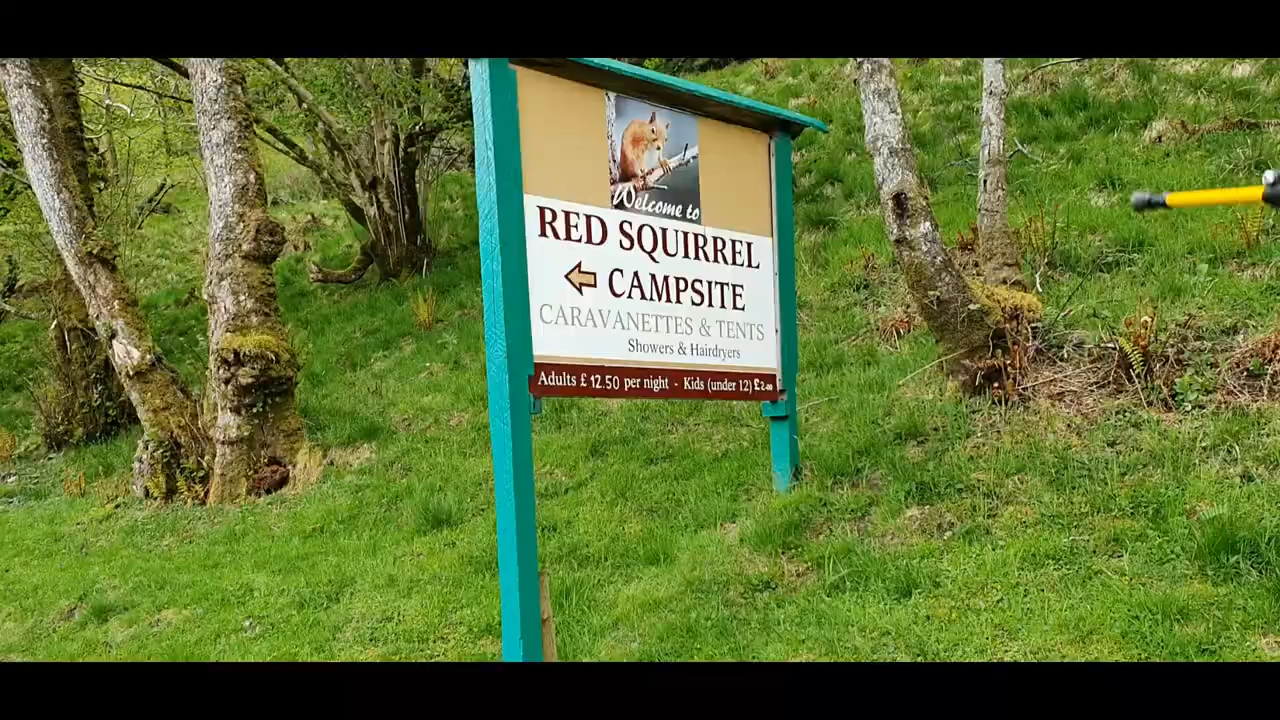 Welcome to
RED SQUIRREL
CAMPSITE
CARAVANETTES & TENTS
Showers & Hairdryers
Adults £12.50 per night - Kids (under 12) £2.00